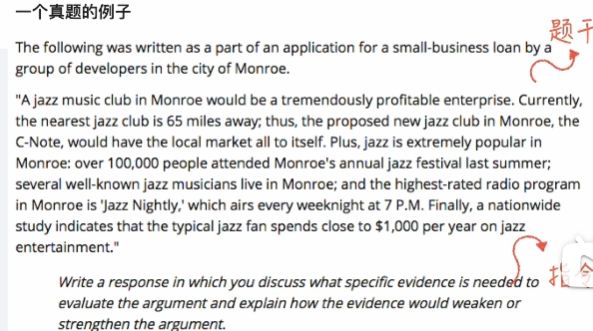 一个真题的例子
题干
The following was written as a part of an application for a small-business loan by a
group of developers in the city of Monroe.
"A jazz music club in Monroe would be a tremendously profitable enterprise. Currently,
the nearest jazz club is 65 miles away; thus, the proposed new jazz club in Monroe, the
C-Note, would have the local market all to itself. Plus, jazz is extremely popular in
Monroe: over 100,000 people attended Monroe's annual jazz festival last summer;
several well-known jazz musicians live in Monroe; and the highest-rated radio program
in Monroe is 'Jazz Nightly,' which airs every weeknight at 7 P.M. Finally, a nationwide
study indicates that the typical jazz fan spends close to $1,000 per year on jazz
entertainment."
指令
Write a response in which you discuss what specific evidence is needed to
evaluate the argument and explain how the evidence would weaken or
strengthen the argument.